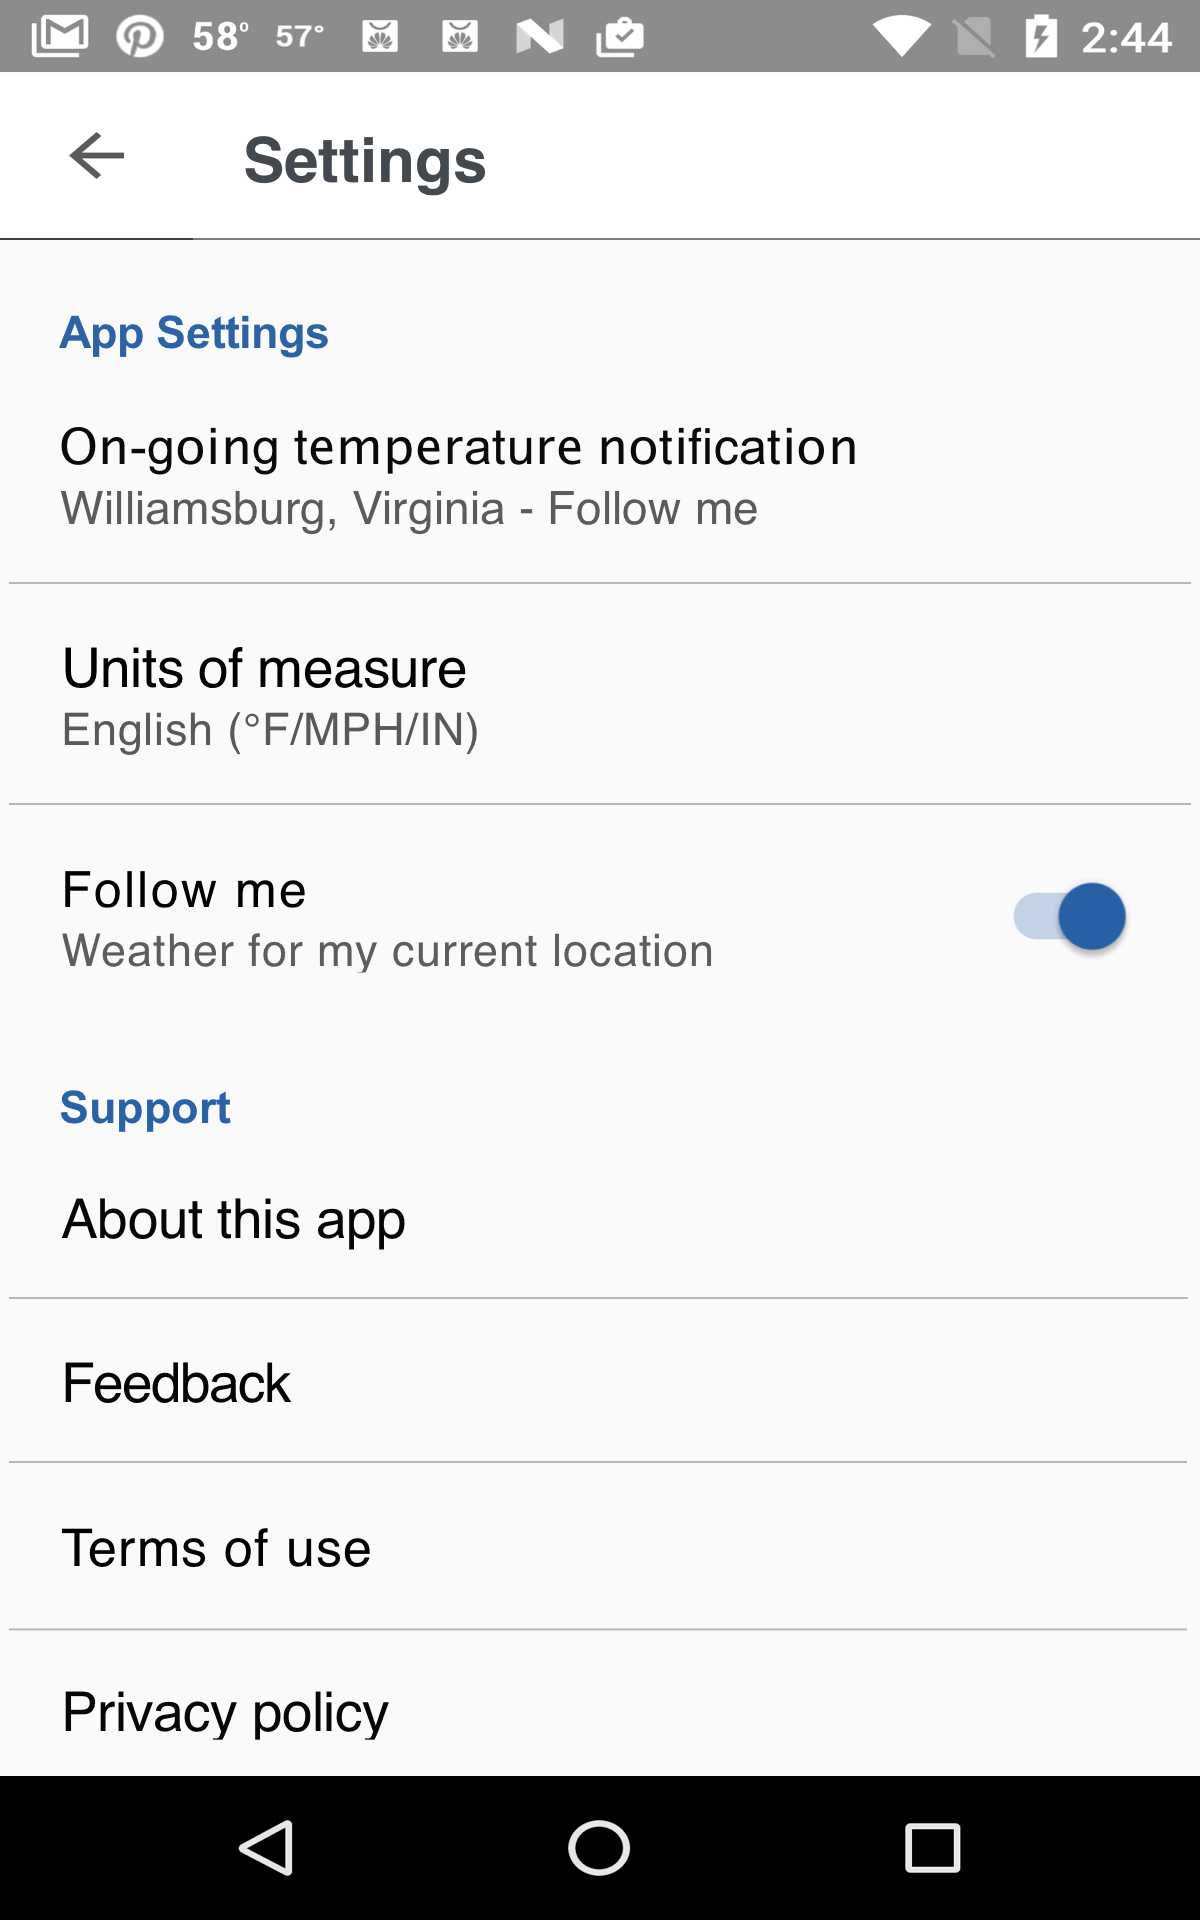 58° 57° 2:44
Settings
App Settings
On-going temperature notification
Williamsburg, Virginia - Follow me
Units of measure
English (°F/MPH/IN)
Follow me
Weather for my current location
Support
About this app
Feedback
Terms of use
Privacy policy